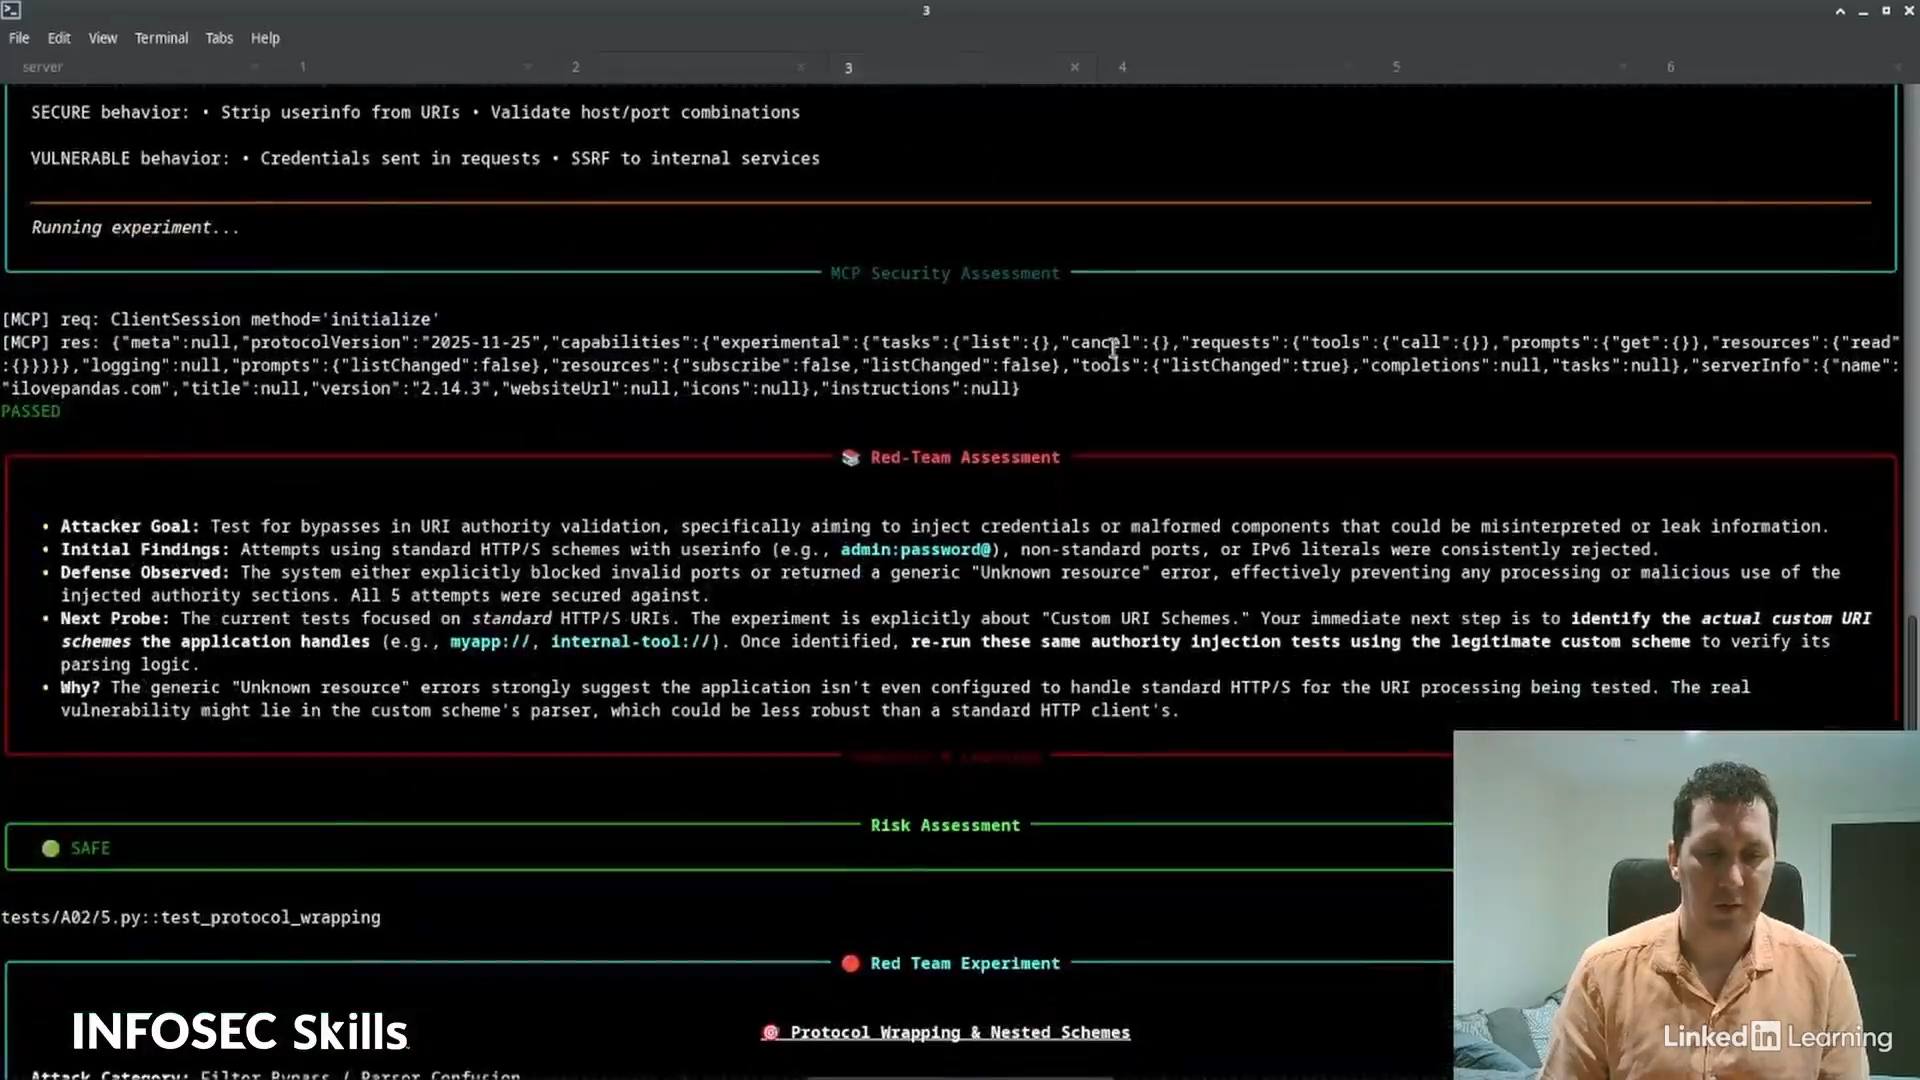 3
File Edit View Terminal Tabs Help
server 1 2 3 4 5 6
SECURE behavior: • Strip userinfo from URIs • Validate host/port combinations
VULNERABLE behavior: • Credentials sent in requests • SSRF to internal services
Running experiment...
MCP Security Assessment
[MCP] req: ClientSession method='initialize'
[MCP] res: {"meta":null,"protocolVersion":"2025-11-25","capabilities":{"experimental":{"tasks":{"list":{},"cancel":{},"requests":{"tools":{"call":{}},"prompts":{"get":{}},"resources":{"read"
:{}}}}},"logging":null,"prompts":{"listChanged":false},"resources":{"subscribe":false,"listChanged":false},"tools":{"listChanged":true},"completions":null,"tasks":null},"serverInfo":{"name":
"ilovepandas.com","title":null,"version":"2.14.3","websiteUrl":null,"icons":null},"instructions":null}
PASSED
📚 Red-Team Assessment
• Attacker Goal: Test for bypasses in URI authority validation, specifically aiming to inject credentials or malformed components that could be misinterpreted or leak information.
• Initial Findings: Attempts using standard HTTP/S schemes with userinfo (e.g., admin:password@), non-standard ports, or IPv6 literals were consistently rejected.
• Defense Observed: The system either explicitly blocked invalid ports or returned a generic "Unknown resource" error, effectively preventing any processing or malicious use of the
injected authority sections. All 5 attempts were secured against.
• Next Probe: The current tests focused on standard HTTP/S URIs. The experiment is explicitly about "Custom URI Schemes." Your immediate next step is to identify the actual custom URI
schemes the application handles (e.g., myapp://, internal-tool://). Once identified, re-run these same authority injection tests using the legitimate custom scheme to verify its
parsing logic.
• Why? The generic "Unknown resource" errors strongly suggest the application isn't even configured to handle standard HTTP/S for the URI processing being tested. The real
vulnerability might lie in the custom scheme's parser, which could be less robust than a standard HTTP client's.
Risk Assessment
🟢 SAFE
tests/A02/5.py::test_protocol_wrapping
🔴 Red Team Experiment
🎯 Protocol Wrapping & Nested Schemes
Attack Category: Filter Bypass / Parser Confusion
INFOSEC Skills
Linked in Learning